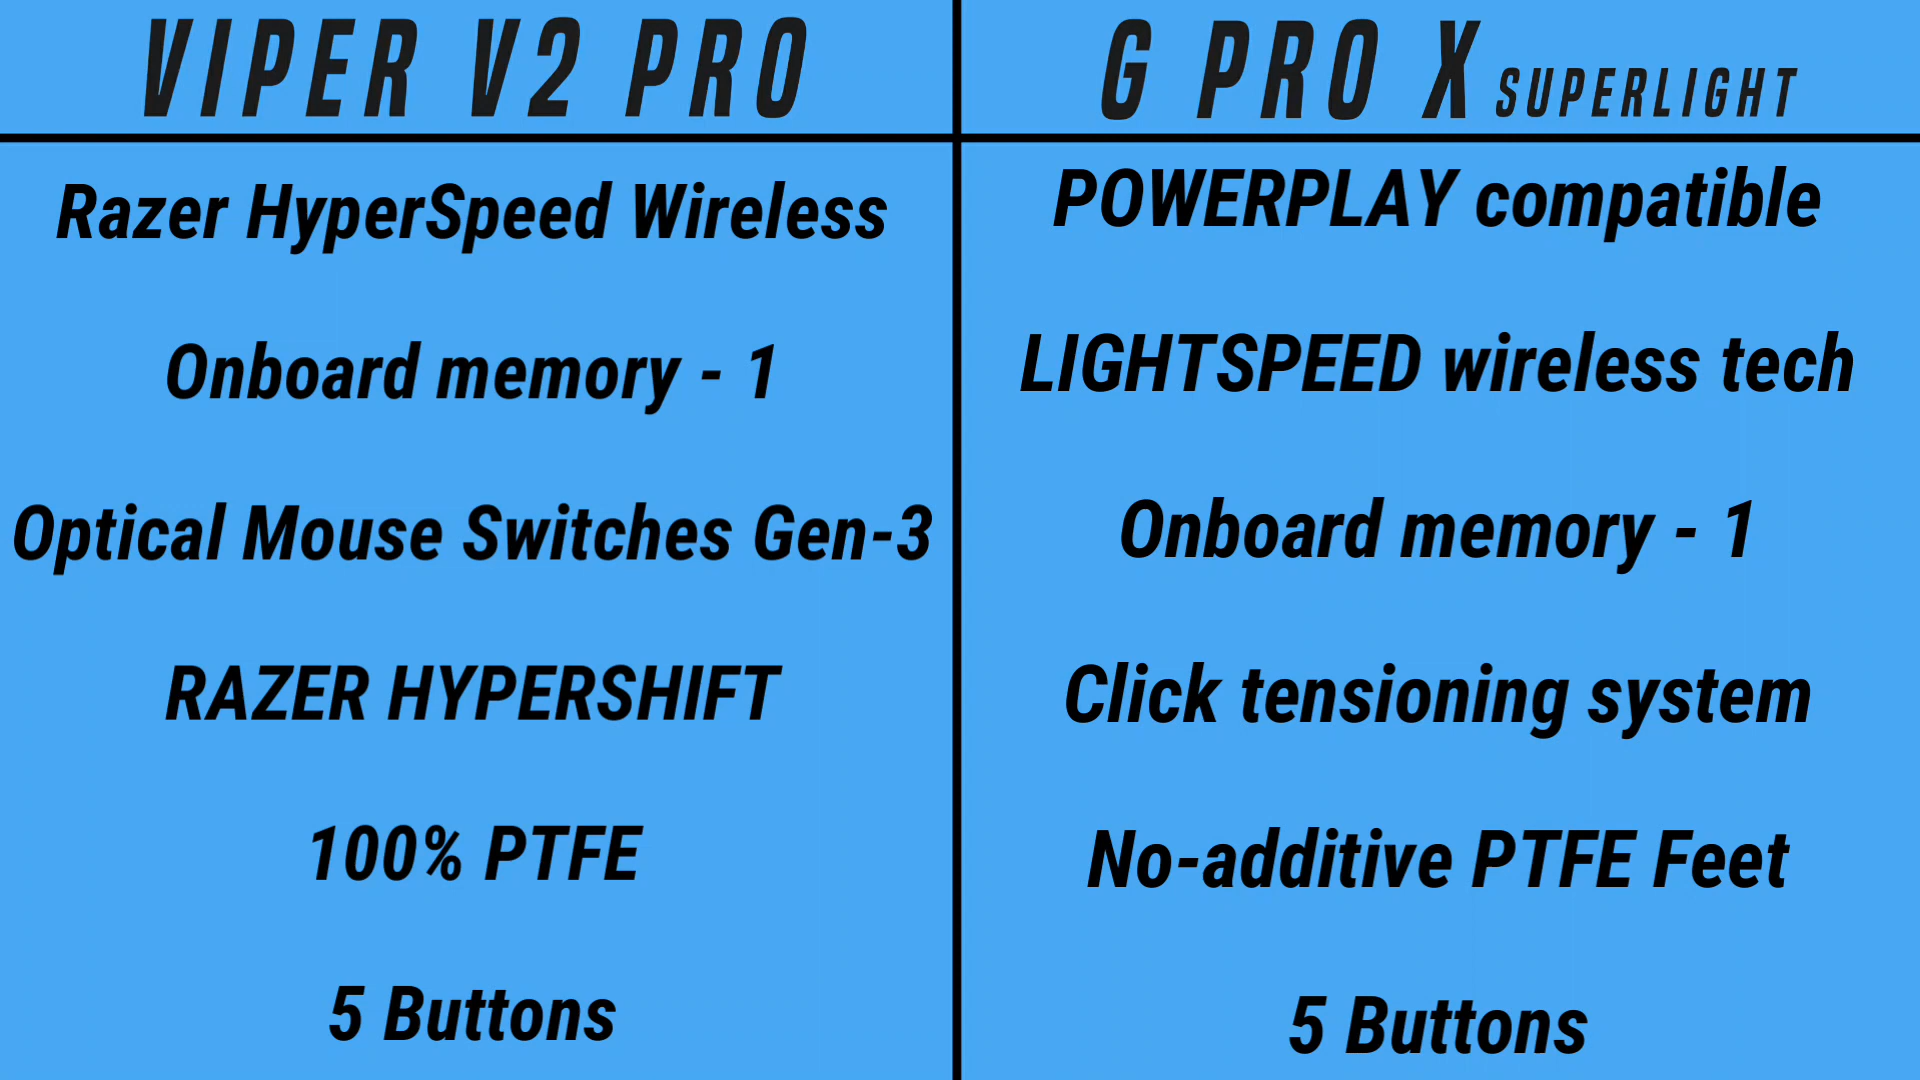 VIPER V2 PRO
Razer HyperSpeed Wireless
Onboard memory - 1
Optical Mouse Switches Gen-3
RAZER HYPERSHIFT
100% PTFE
5 Buttons
G PRO X SUPERLIGHT
POWERPLAY compatible
LIGHTSPEED wireless tech
Onboard memory - 1
Click tensioning system
No-additive PTFE Feet
5 Buttons